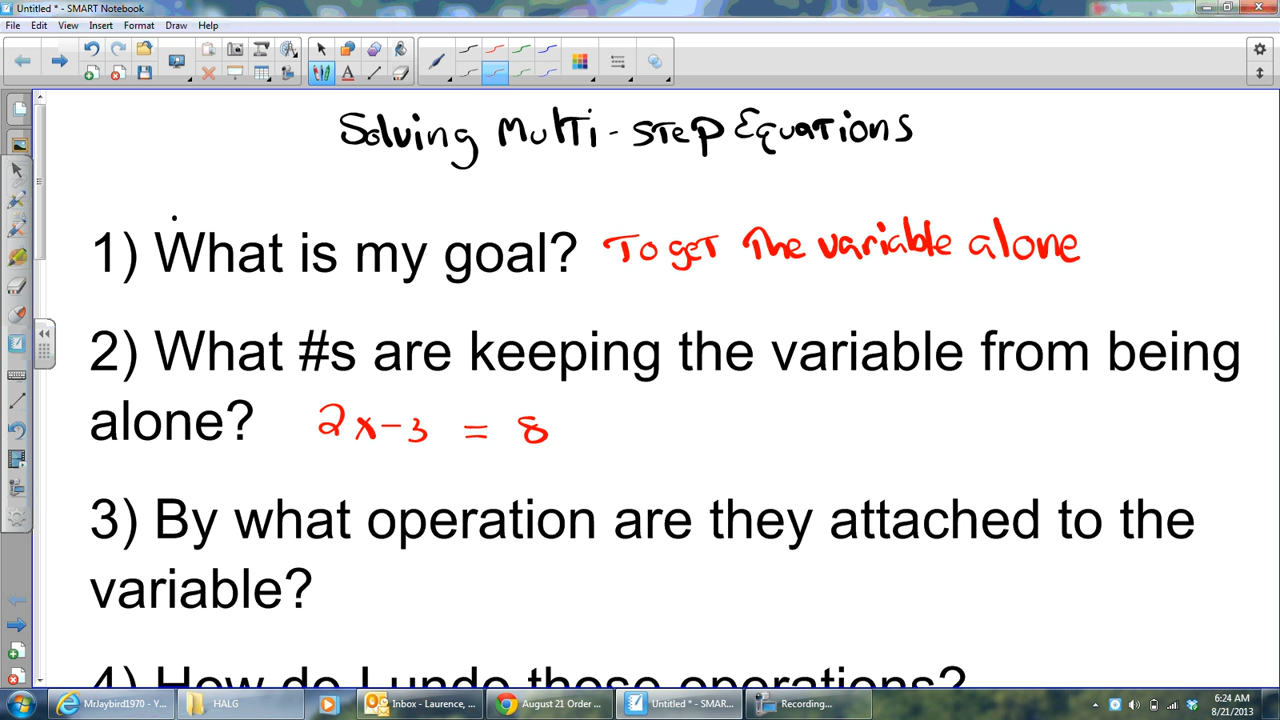 Untitled * - SMART Notebook
File Edit View Insert Format Draw Help
Solving Multi-step Equations
1) What is my goal? To get the variable alone
2) What #s are keeping the variable from being
alone? 2x-3 = 8
3) By what operation are they attached to the
variable?
4) How do I undo those operations?
MrJaybird1970 - Y... HALG Inbox - Laurence, ... August 21 Order ... Untitled * - SMAR... Recording... 6:24 AM
8/21/2013